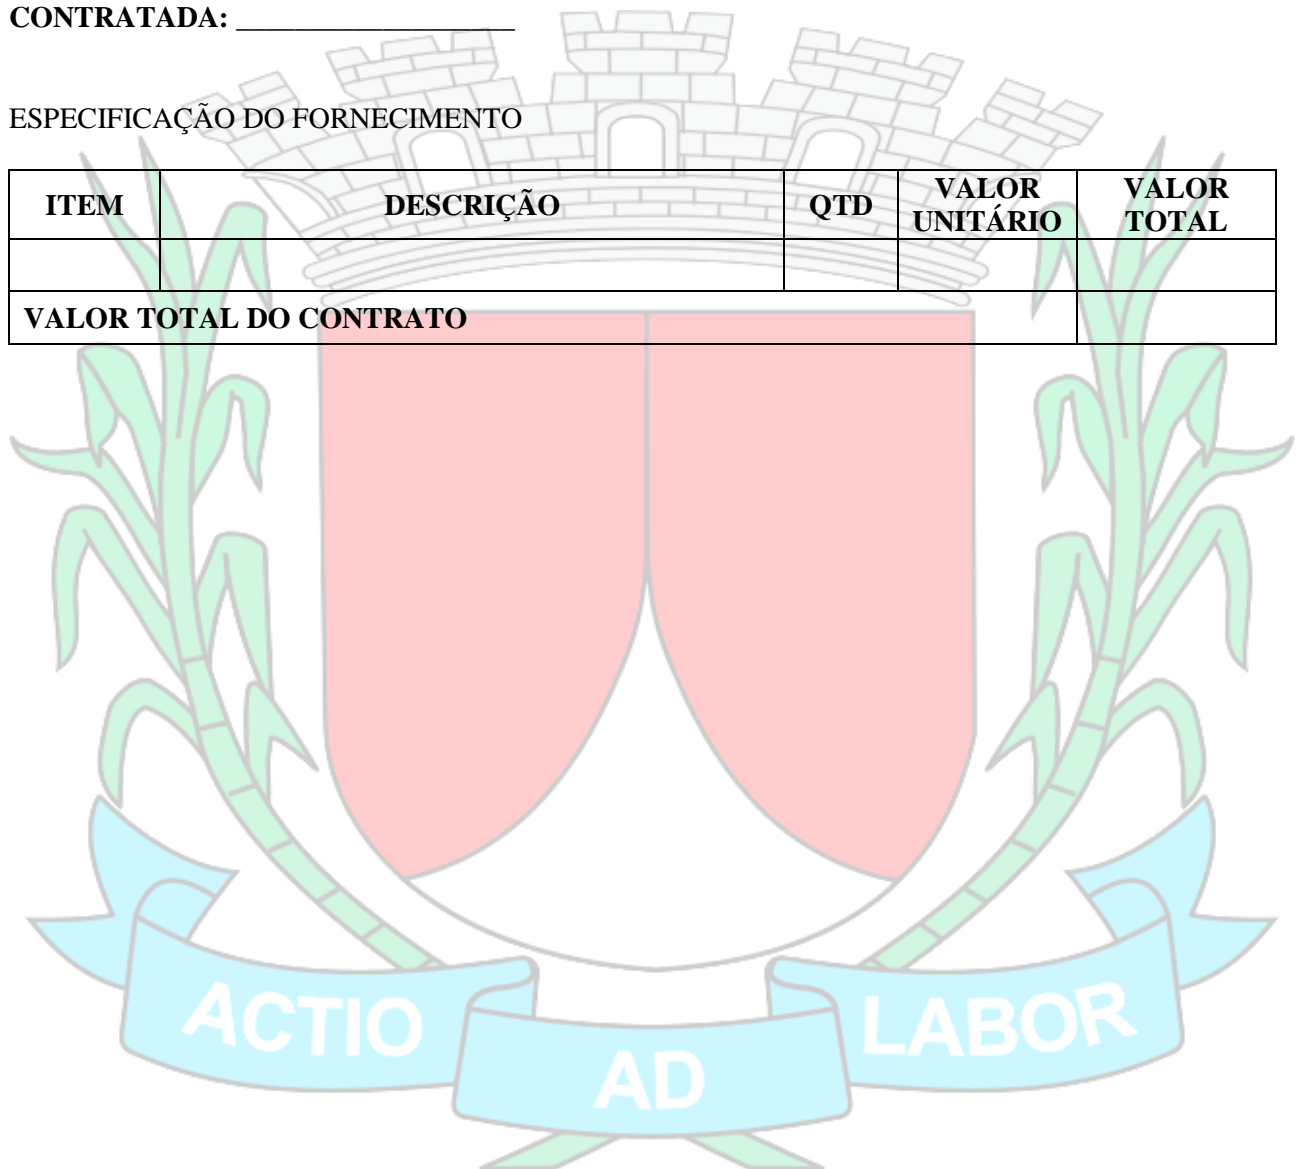 CONTRATADA: ___________________
ESPECIFICAÇÃO DO FORNECIMENTO
ITEM DESCRIÇÃO QTD VALOR UNITÁRIO VALOR TOTAL
VALOR TOTAL DO CONTRATO
ACTIO AD LABOR